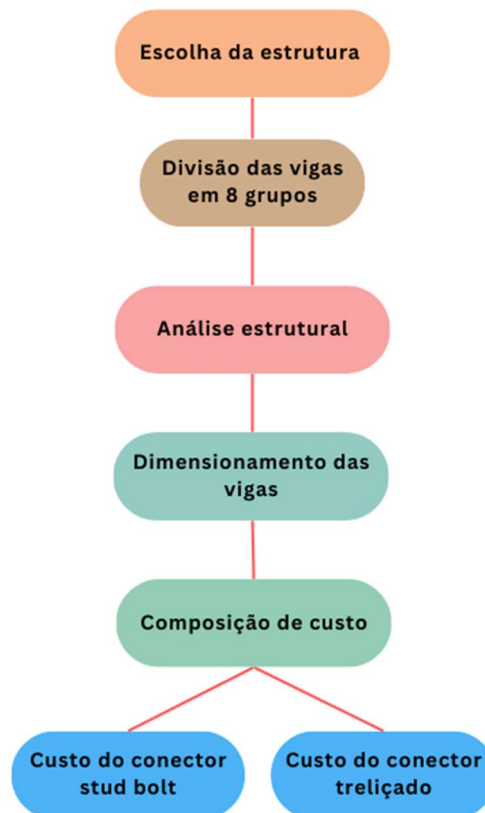 Escolha da estrutura
Divisão das vigas
em 8 grupos
Análise estrutural
Dimensionamento das
vigas
Composição de custo
Custo do conector
stud bolt
Custo do conector
treliçado